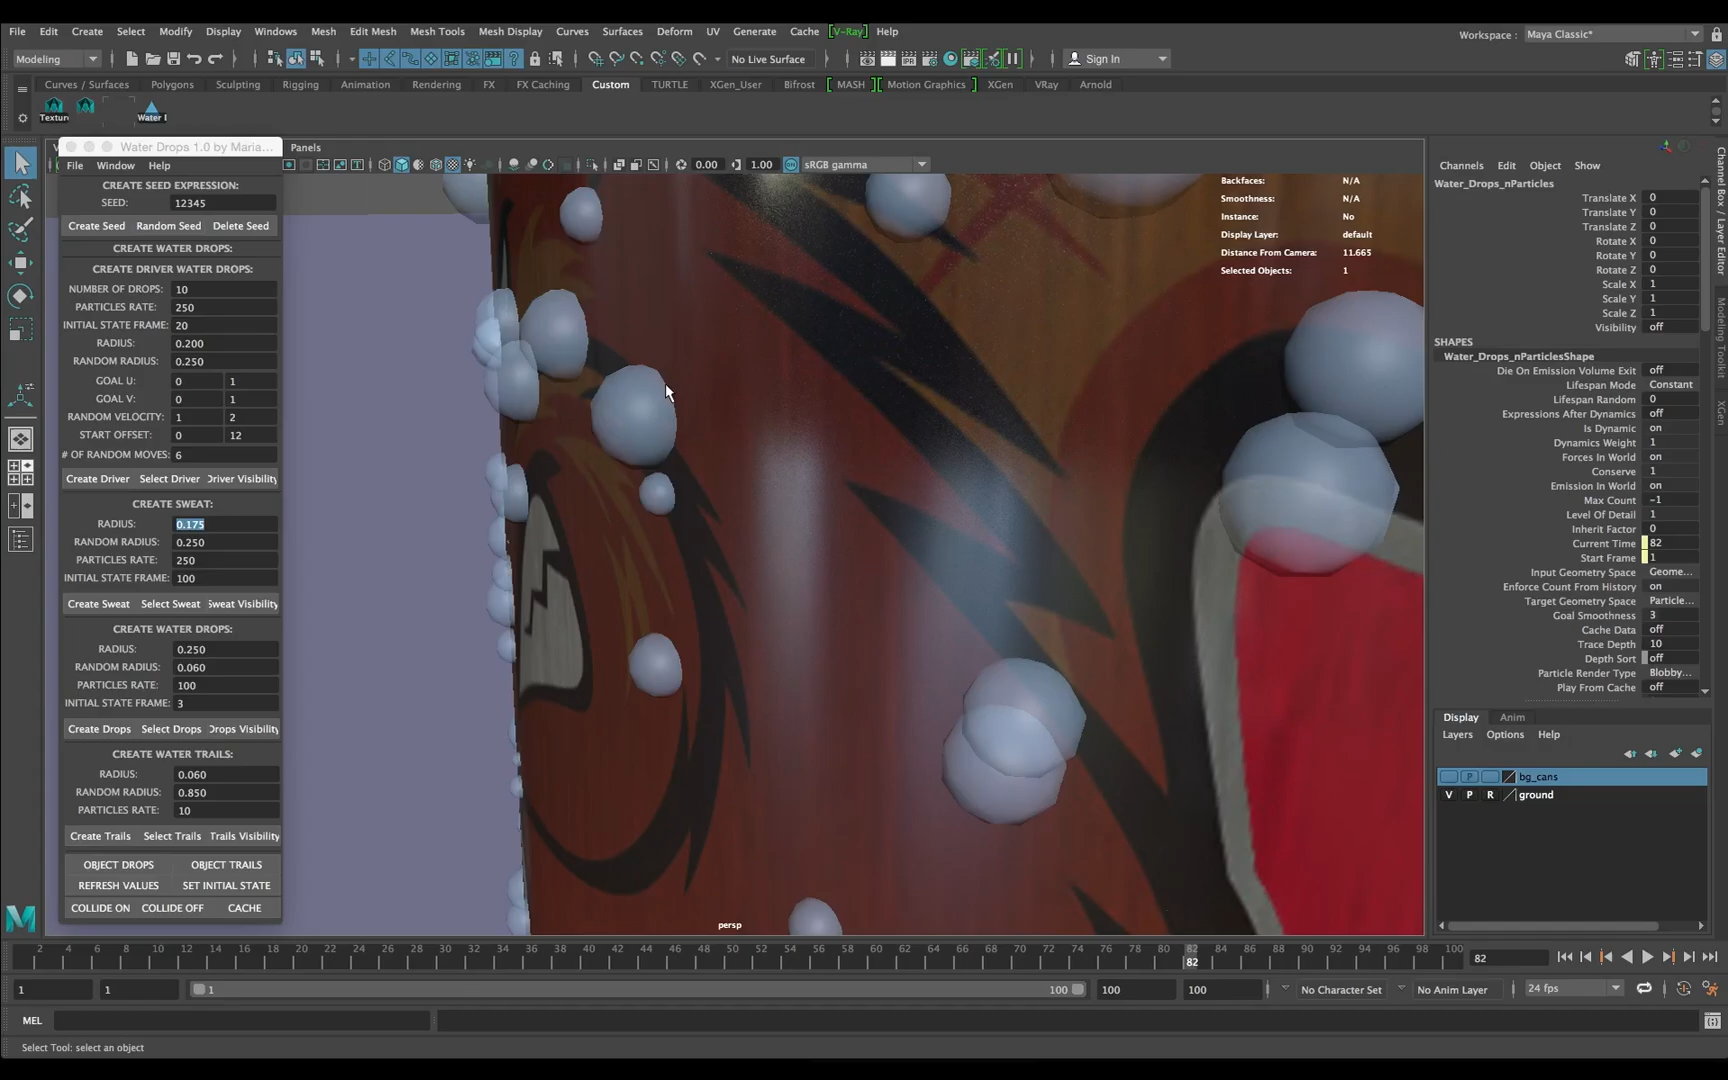 File Edit Create Select Modify Display Windows Mesh Edit Mesh Mesh Tools Mesh Display Curves Surfaces Deform UV Generate Cache [V-Ray] Help
Workspace : Maya Classic*
Modeling No Live Surface Sign In
Curves / Surfaces Polygons Sculpting Rigging Animation Rendering FX FX Caching Custom TURTLE XGen_User Bifrost MASH Motion Graphics XGen VRay Arnold
Textur Water I
Water Drops 1.0 by Maria...
File Window Help
CREATE SEED EXPRESSION:
SEED: 12345
Create Seed Random Seed Delete Seed
CREATE WATER DROPS:
CREATE DRIVER WATER DROPS:
NUMBER OF DROPS: 10
PARTICLES RATE: 250
INITIAL STATE FRAME: 20
RADIUS: 0.200
RANDOM RADIUS: 0.250
GOAL U: 0 1
GOAL V: 0 1
RANDOM VELOCITY: 1 2
START OFFSET: 0 12
# OF RANDOM MOVES: 6
Create Driver Select Driver Driver Visibility
CREATE SWEAT:
RADIUS: 0.175
RANDOM RADIUS: 0.250
PARTICLES RATE: 250
INITIAL STATE FRAME: 100
Create Sweat Select Sweat Sweat Visibility
CREATE WATER DROPS:
RADIUS: 0.250
RANDOM RADIUS: 0.060
PARTICLES RATE: 100
INITIAL STATE FRAME: 3
Create Drops Select Drops Drops Visibility
CREATE WATER TRAILS:
RADIUS: 0.060
RANDOM RADIUS: 0.850
PARTICLES RATE: 10
Create Trails Select Trails Trails Visibility
OBJECT DROPS OBJECT TRAILS
REFRESH VALUES SET INITIAL STATE
COLLIDE ON COLLIDE OFF CACHE
Panels
0.00 1.00 sRGB gamma
Backfaces: N/A
Smoothness: N/A
Instance: No
Display Layer: default
Distance From Camera: 11.665
Selected Objects: 1
persp
Channels Edit Object Show
Water_Drops_nParticles
Translate X 0
Translate Y 0
Translate Z 0
Rotate X 0
Rotate Y 0
Rotate Z 0
Scale X 1
Scale Y 1
Scale Z 1
Visibility off
SHAPES
Water_Drops_nParticlesShape
Die On Emission Volume Exit off
Lifespan Mode Constant
Lifespan Random 0
Expressions After Dynamics off
Is Dynamic on
Dynamics Weight 1
Forces In World on
Conserve 1
Emission In World on
Max Count -1
Level Of Detail 1
Inherit Factor 0
Current Time 82
Start Frame 1
Input Geometry Space Geome...
Enforce Count From History on
Target Geometry Space Particle...
Goal Smoothness 3
Cache Data off
Trace Depth 10
Depth Sort off
Particle Render Type Blobby...
Play From Cache off
Display Anim
Layers Options Help
P bg_cans
V P R ground
Channel Box / Layer Editor
Modeling Toolkit
XGen
2 4 6 8 10 12 14 16 18 20 22 24 26 28 30 32 34 36 38 40 42 44 46 48 50 52 54 56 58 60 62 64 66 68 70 72 74 76 78 80 82 84 86 88 90 92 94 96 98 100
82 82
1 1 1 100 100 100 No Character Set No Anim Layer 24 fps
MEL
Select Tool: select an object